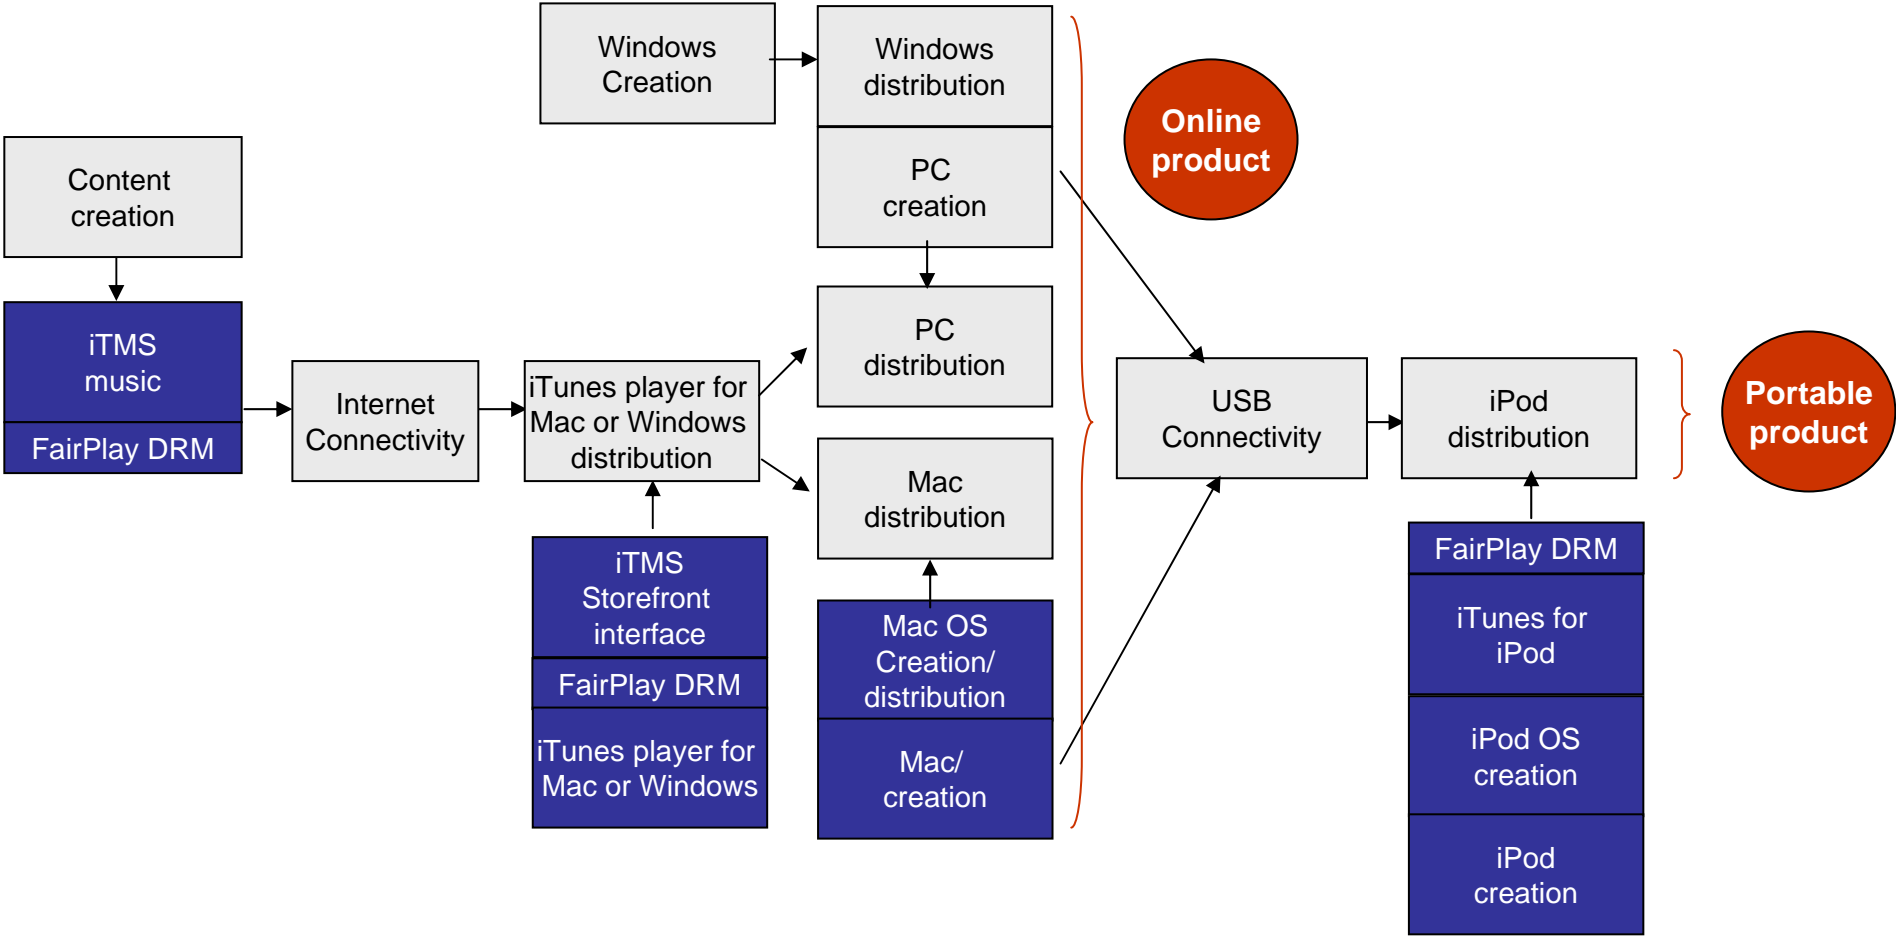 Windows
Creation
Windows
distribution
PC
creation
Online
product
Content
creation
iTMS
music
FairPlay DRM
Internet
Connectivity
iTunes player for
Mac or Windows
distribution
PC
distribution
Mac
distribution
USB
Connectivity
iPod
distribution
Portable
product
iTMS
Storefront
interface
FairPlay DRM
iTunes player for
Mac or Windows
Mac OS
Creation/
distribution
Mac/
creation
FairPlay DRM
iTunes for
iPod
iPod OS
creation
iPod
creation